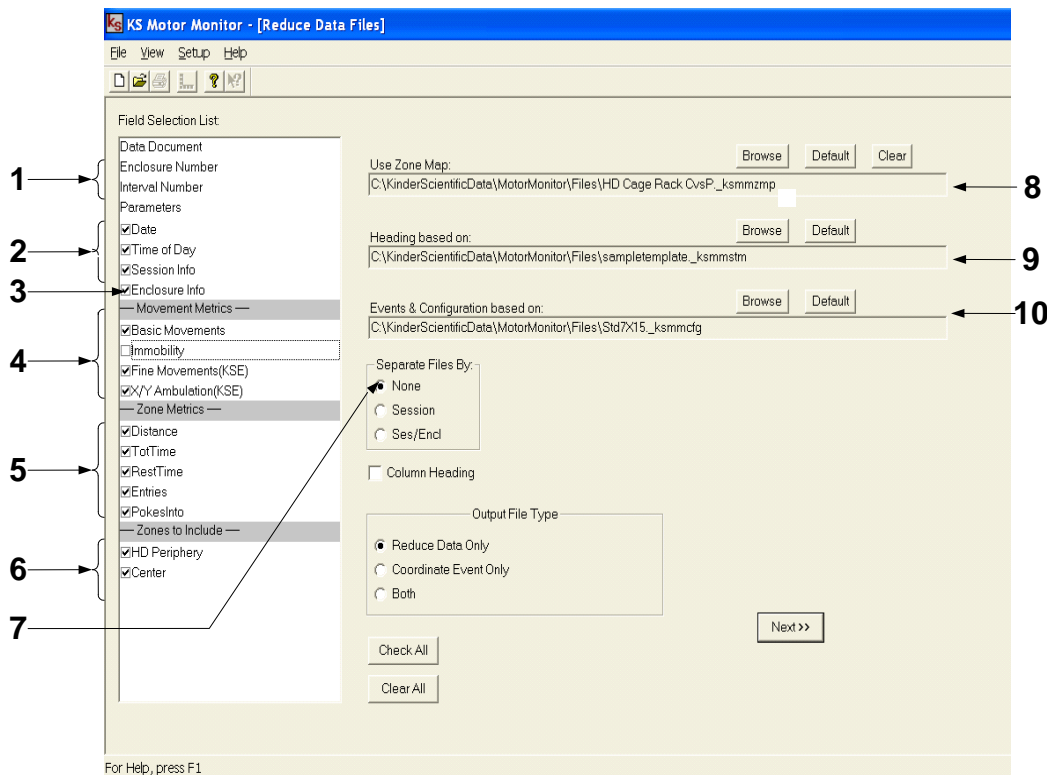 KS Motor Monitor - [Reduce Data Files]
File View Setup Help
Field Selection List:
Data Document
Enclosure Number
Interval Number
Parameters
Date
Time of Day
Session Info
Enclosure Info
— Movement Metrics —
Basic Movements
Immobility
Fine Movements(KSE)
X/Y Ambulation(KSE)
— Zone Metrics —
Distance
TotTime
RestTime
Entries
PokesInto
— Zones to Include —
HD Periphery
Center
1
2
3
4
5
6
7
Use Zone Map:
Browse Default Clear
C:\KinderScientificData\MotorMonitor\Files\HD Cage Rack CvsP._ksmmzmp
8
Heading based on:
Browse Default
C:\KinderScientificData\MotorMonitor\Files\sampletemplate._ksmmstm
9
Events & Configuration based on:
Browse Default
C:\KinderScientificData\MotorMonitor\Files\Std7X15._ksmmcfg
10
Separate Files By:
None
Session
Ses/Encl
Column Heading
Output File Type
Reduce Data Only
Coordinate Event Only
Both
Next >>
Check All
Clear All
For Help, press F1